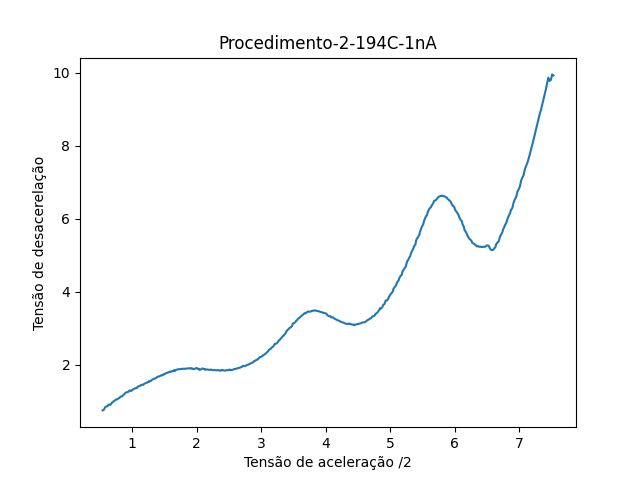 Procedimento-2-194C-1nA
10
8
6
4
2
Tensão de desacerelação
1 2 3 4 5 6 7
Tensão de aceleração /2